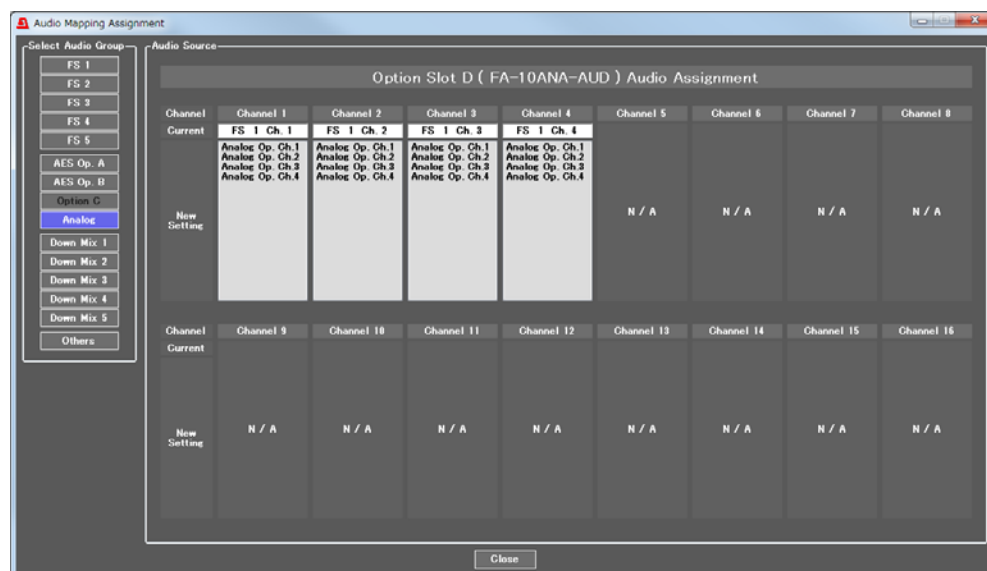 Audio Mapping Assignment
Select Audio Group
FS 1
FS 2
FS 3
FS 4
FS 5
AES Op. A
AES Op. B
Option C
Analog
Down Mix 1
Down Mix 2
Down Mix 3
Down Mix 4
Down Mix 5
Others
Audio Source
Option Slot D ( FA-10ANA-AUD ) Audio Assignment
Channel Channel 1 Channel 2 Channel 3 Channel 4 Channel 5 Channel 6 Channel 7 Channel 8
Current FS 1 Ch. 1 FS 1 Ch. 2 FS 1 Ch. 3 FS 1 Ch. 4
Analog Op. Ch.1 Analog Op. Ch.1 Analog Op. Ch.1 Analog Op. Ch.1
Analog Op. Ch.2 Analog Op. Ch.2 Analog Op. Ch.2 Analog Op. Ch.2
Analog Op. Ch.3 Analog Op. Ch.3 Analog Op. Ch.3 Analog Op. Ch.3
Analog Op. Ch.4 Analog Op. Ch.4 Analog Op. Ch.4 Analog Op. Ch.4
New
Setting
N / A N / A N / A N / A
Channel Channel 9 Channel 10 Channel 11 Channel 12 Channel 13 Channel 14 Channel 15 Channel 16
Current
New
Setting
N / A N / A N / A N / A N / A N / A N / A N / A
Close